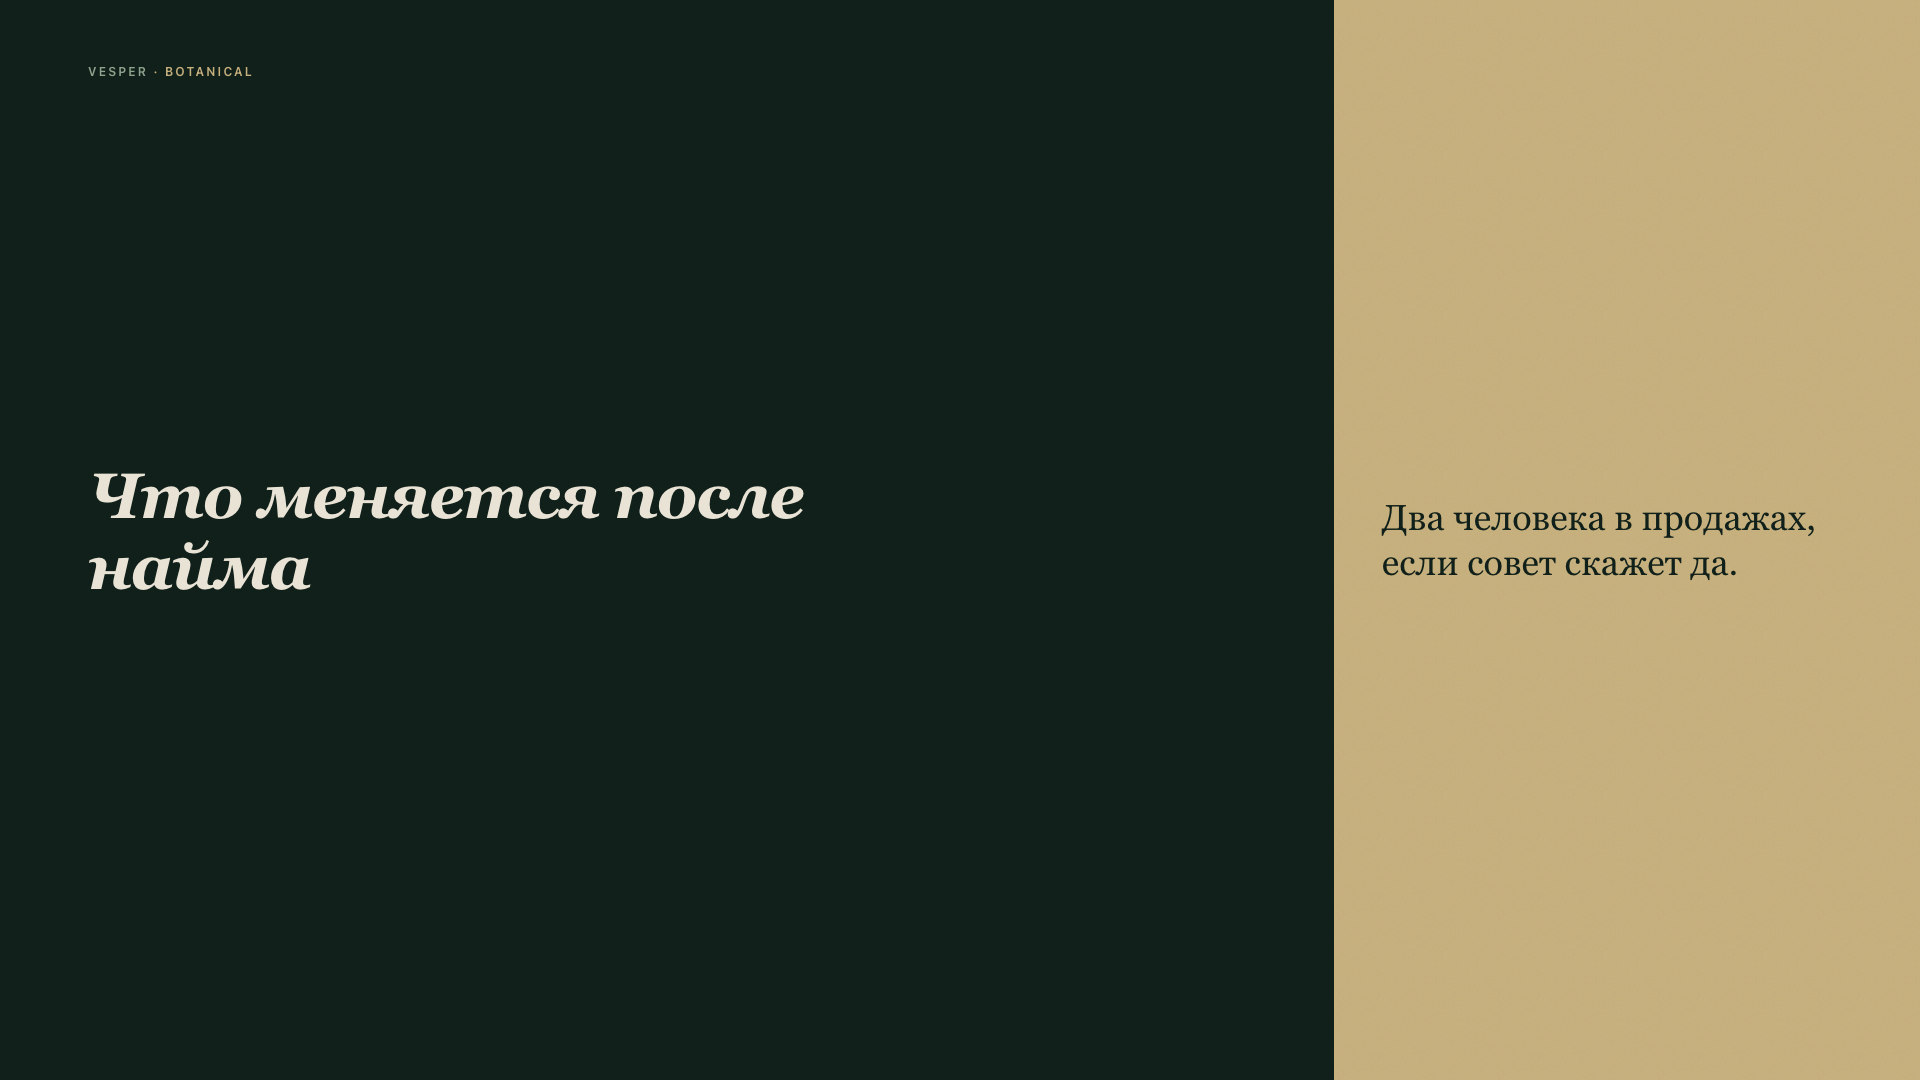 VESPER · BOTANICAL
Что меняется после
найма
Два человека в продажах,
если совет скажет да.